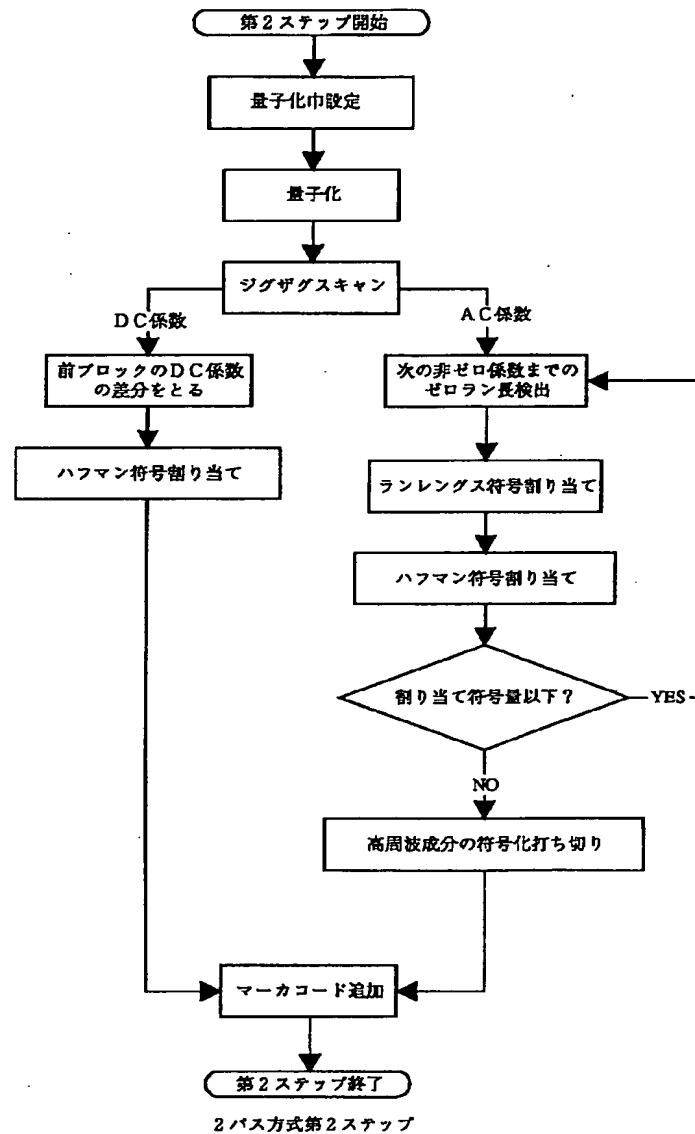 第2ステップ開始
量子化巾設定
量子化
ジグザグスキャン
DC係数
AC係数
前ブロックのDC係数
の差分をとる
次の非ゼロ係数までの
ゼロラン長検出
ハフマン符号割り当て
ランレングス符号割り当て
ハフマン符号割り当て
割り当て符号量以下?
YES
NO
高周波成分の符号化打ち切り
マーカコード追加
第2ステップ終了
2パス方式第2ステップ